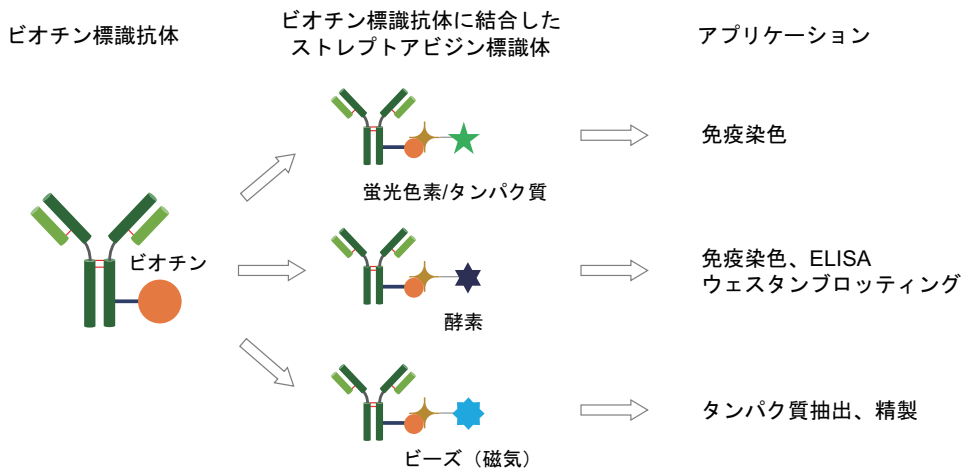 ビオチン標識抗体
ビオチン標識抗体に結合した
ストレプトアビジン標識体
アプリケーション
蛍光色素/タンパク質
免疫染色
ビオチン
酵素
免疫染色、ELISA
ウェスタンブロッティング
ビーズ（磁気）
タンパク質抽出、精製